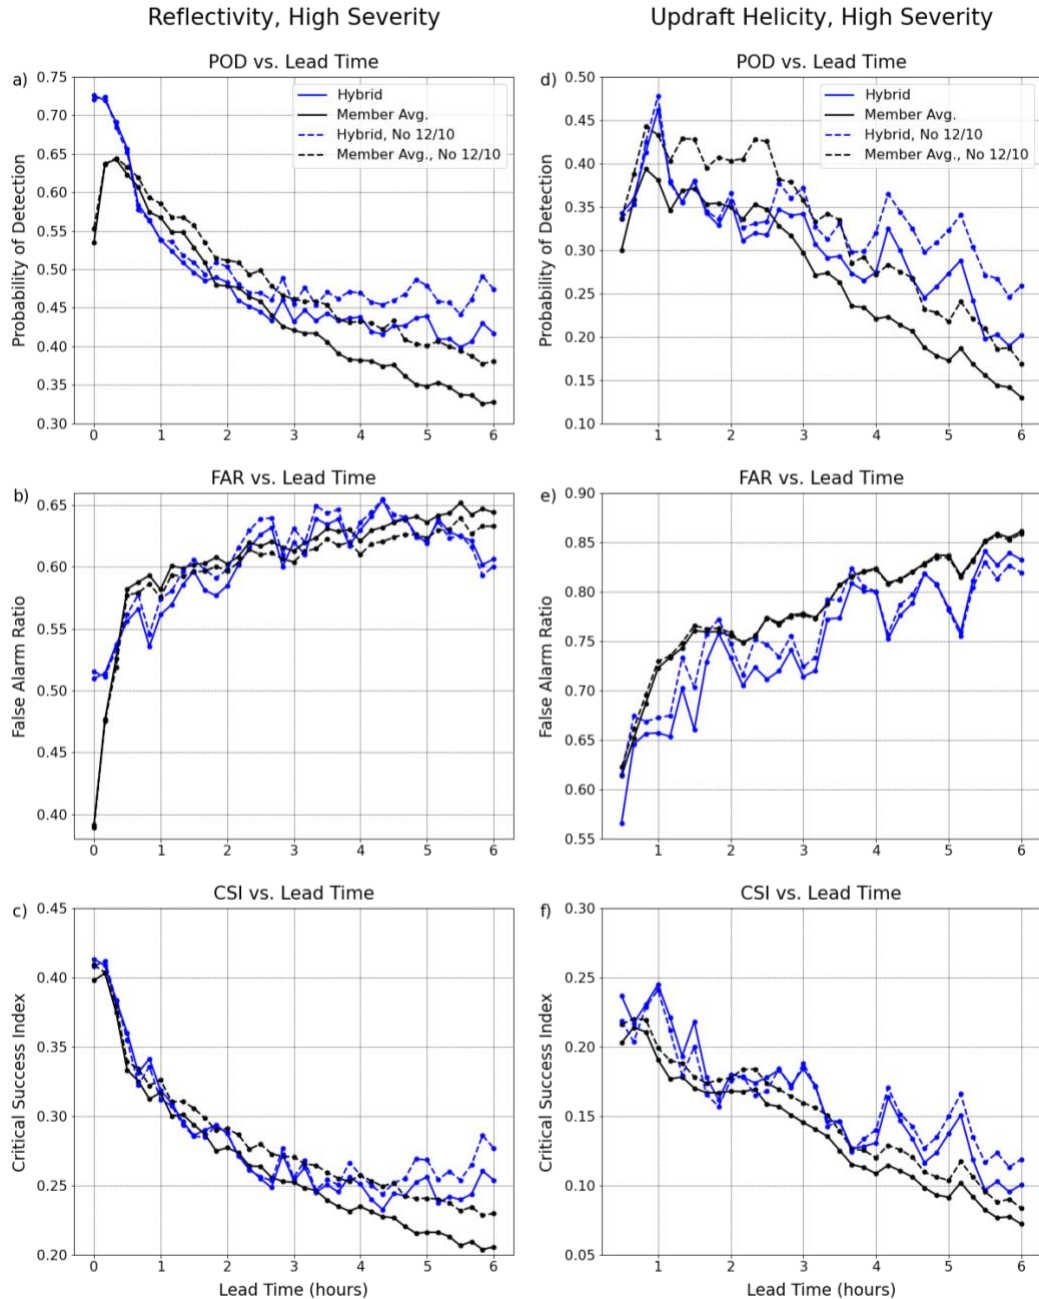 Reflectivity, High Severity
Updraft Helicity, High Severity
a)
POD vs. Lead Time
0.75
0.70
0.65
0.60
0.55
0.50
0.45
0.40
0.35
0.30
Probability of Detection
Hybrid
Member Avg.
Hybrid, No 12/10
Member Avg., No 12/10
0 1 2 3 4 5 6
d)
POD vs. Lead Time
0.50
0.45
0.40
0.35
0.30
0.25
0.20
0.15
0.10
Probability of Detection
Hybrid
Member Avg.
Hybrid, No 12/10
Member Avg., No 12/10
1 2 3 4 5 6
b)
FAR vs. Lead Time
0.65
0.60
0.55
0.50
0.45
0.40
False Alarm Ratio
0 1 2 3 4 5 6
e)
FAR vs. Lead Time
0.90
0.85
0.80
0.75
0.70
0.65
0.60
0.55
False Alarm Ratio
1 2 3 4 5 6
c)
CSI vs. Lead Time
0.45
0.40
0.35
0.30
0.25
0.20
Critical Success Index
0 1 2 3 4 5 6
Lead Time (hours)
f)
CSI vs. Lead Time
0.30
0.25
0.20
0.15
0.10
0.05
Critical Success Index
1 2 3 4 5 6
Lead Time (hours)